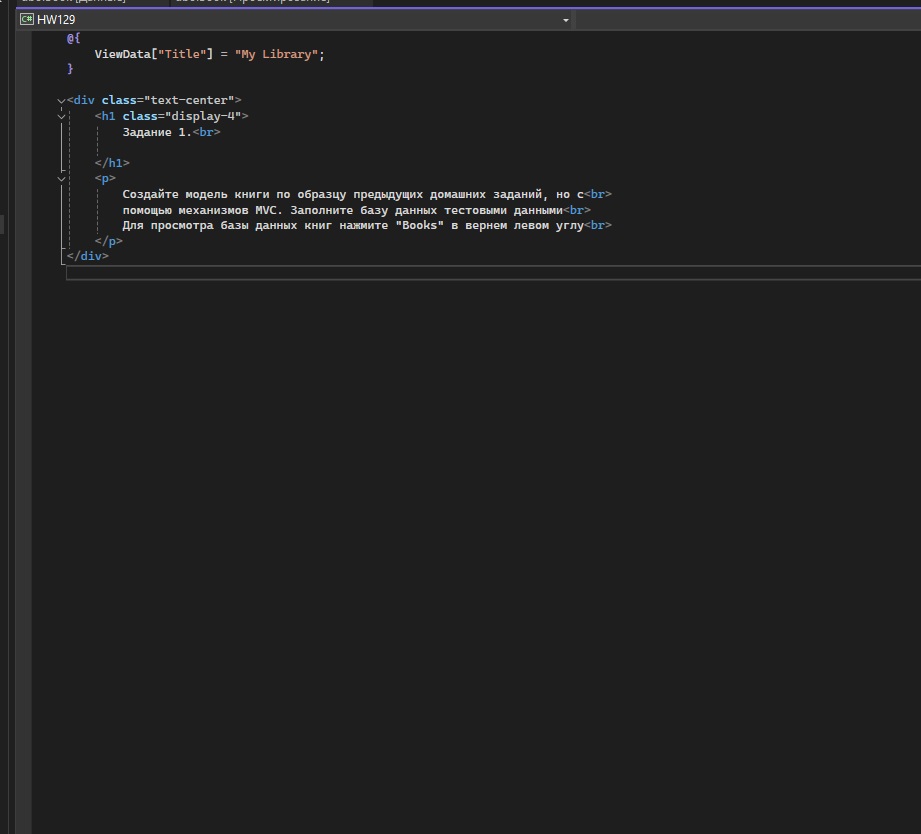 HW129
@{
ViewData["Title"] = "My Library";
}
<div class="text-center">
<h1 class="display-4">
Задание 1.<br>
</h1>
<p>
Создайте модель книги по образцу предыдущих домашних заданий, но с<br>
помощью механизмов MVC. Заполните базу данных тестовыми данными<br>
Для просмотра базы данных книг нажмите "Books" в вернем левом углу<br>
</p>
</div>